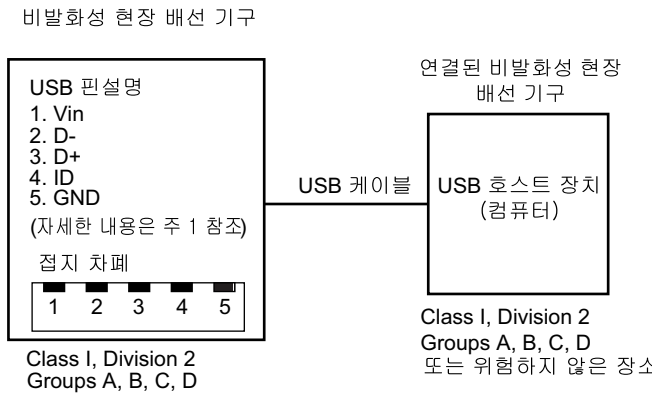 비발화성 현장 배선 기구
USB 핀설명
1. Vin
2. D-
3. D+
4. ID
5. GND
(자세한 내용은 주 1 참조)
접지 차폐
1 2 3 4 5
Class I, Division 2
Groups A, B, C, D
USB 케이블
연결된 비발화성 현장
배선 기구
USB 호스트 장치
(컴퓨터)
Class I, Division 2
Groups A, B, C, D
또는 위험하지 않은 장소